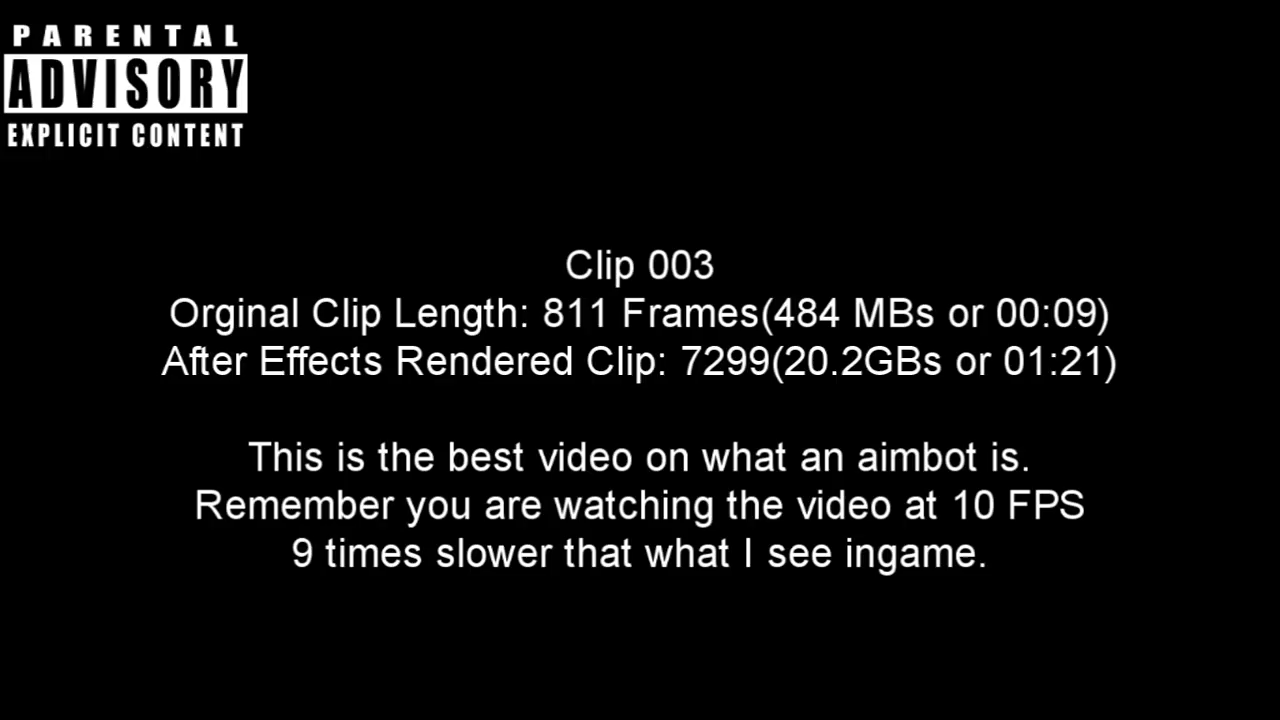 PARENTAL
ADVISORY
EXPLICIT CONTENT
Clip 003
Orginal Clip Length: 811 Frames(484 MBs or 00:09)
After Effects Rendered Clip: 7299(20.2GBs or 01:21)
This is the best video on what an aimbot is.
Remember you are watching the video at 10 FPS
9 times slower that what I see ingame.